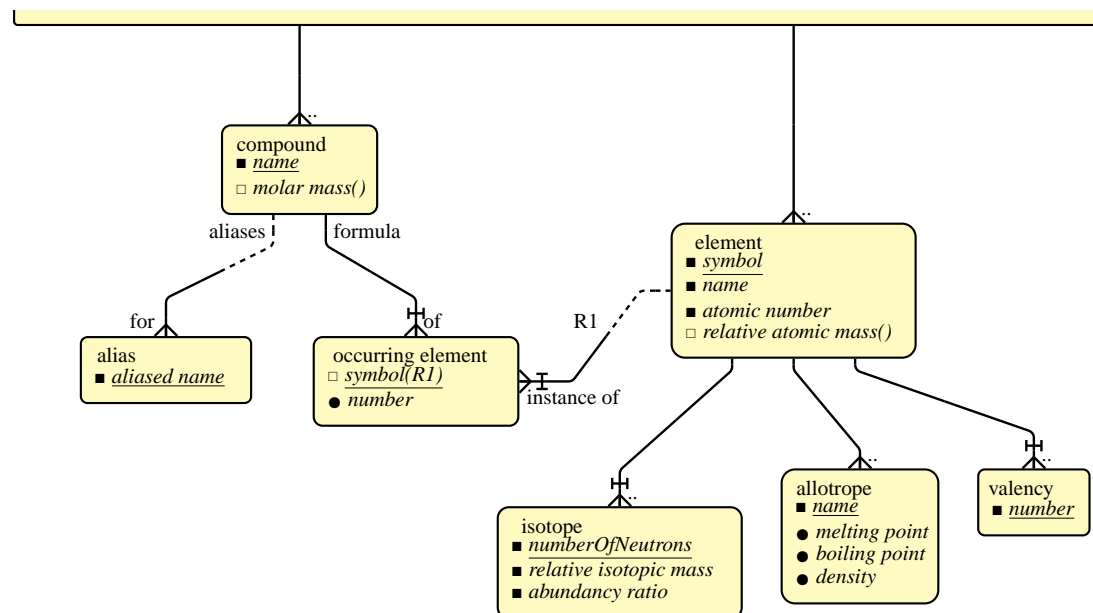 compound
name
molar mass()
aliases
formula
for
of
alias
aliased name
occurring element
symbol(R1)
number
R1
instance of
element
symbol
name
atomic number
relative atomic mass()
isotope
numberOfNeutrons
relative isotopic mass
abundancy ratio
allotrope
name
melting point
boiling point
density
valency
number